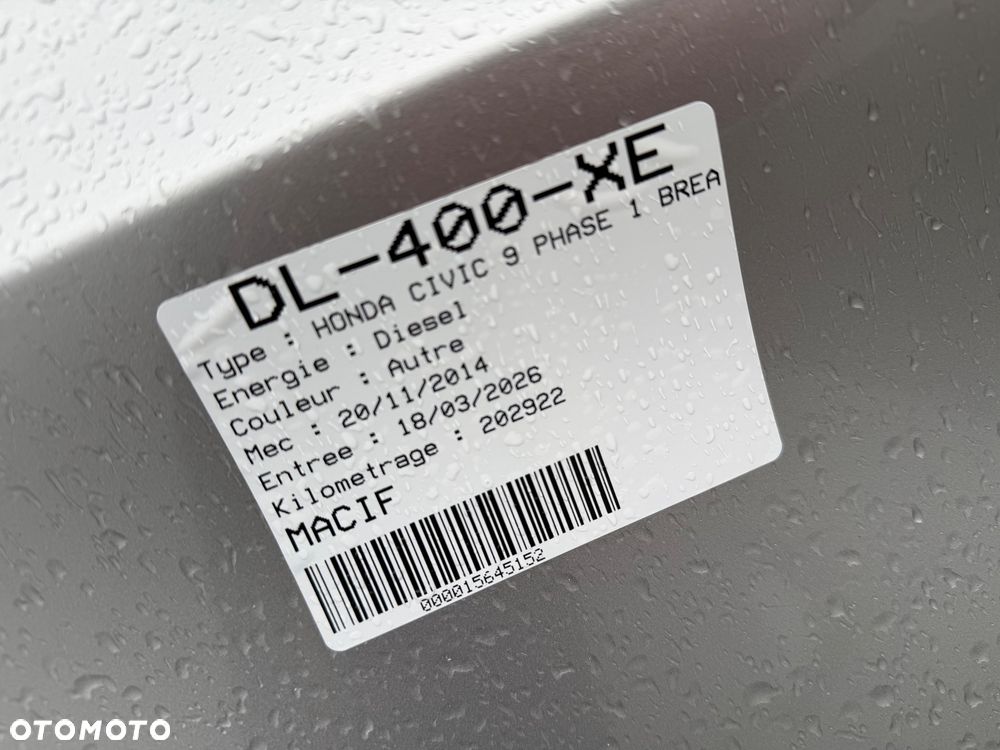 DL-400-XE
Type : HONDA CIVIC 9 PHASE 1 BREA
Energie : Diesel
Couleur : Autre
Mec : 20/11/2014
Entree : 18/03/2026
Kilometrage : 202922
MACIF
000015645152
OTOMOTO